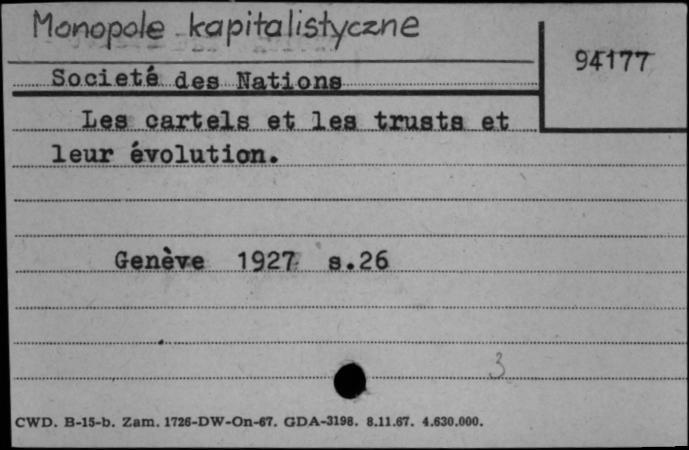 Monopole kapitalistyczne
94177
Societé des Nations
Les cartels et les trusts et
leur évolution.
Genève 1927 s.26
3
CWD. B-15-b. Zam. 1726-DW-On-67. GDA-3198. 8.11.67. 4.630.000.